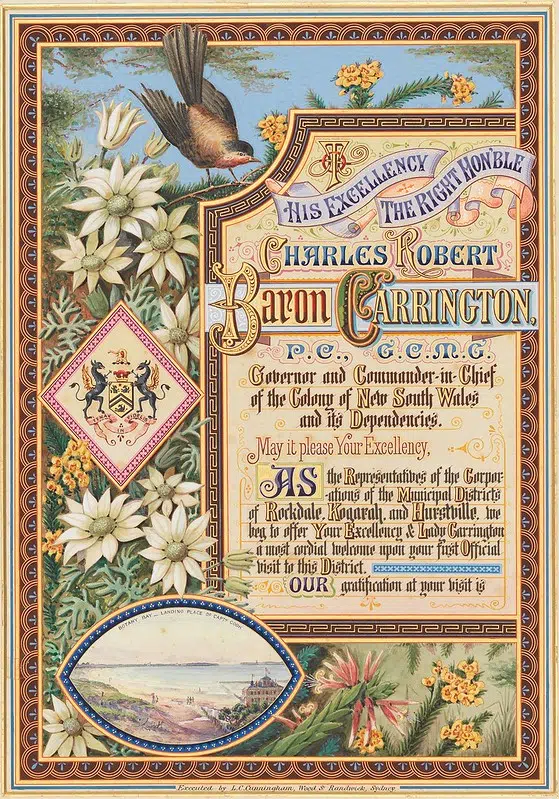 TO
HIS EXCELLENCY THE RIGHT HONBLE
CHARLES ROBERT
Baron CARRINGTON,
P.C., G.C.M.G.
Governor and Commander-in-Chief
of the Colony of New South Wales
and its Dependencies.
May it please Your Excellency,
AS the Representatives of the Corpor
-ations of the Municipal Districts
of Rockdale, Kogarah, and Hurstville, we
beg to offer Your Excellency & Lady Carrington
a most cordial welcome upon your first Official
visit to this District.
OUR gratification at your visit is
BOTANY BAY — LANDING PLACE OF CAPTN COOK
Executed by L.C. Cunningham, Wood St Randwick, Sydney.